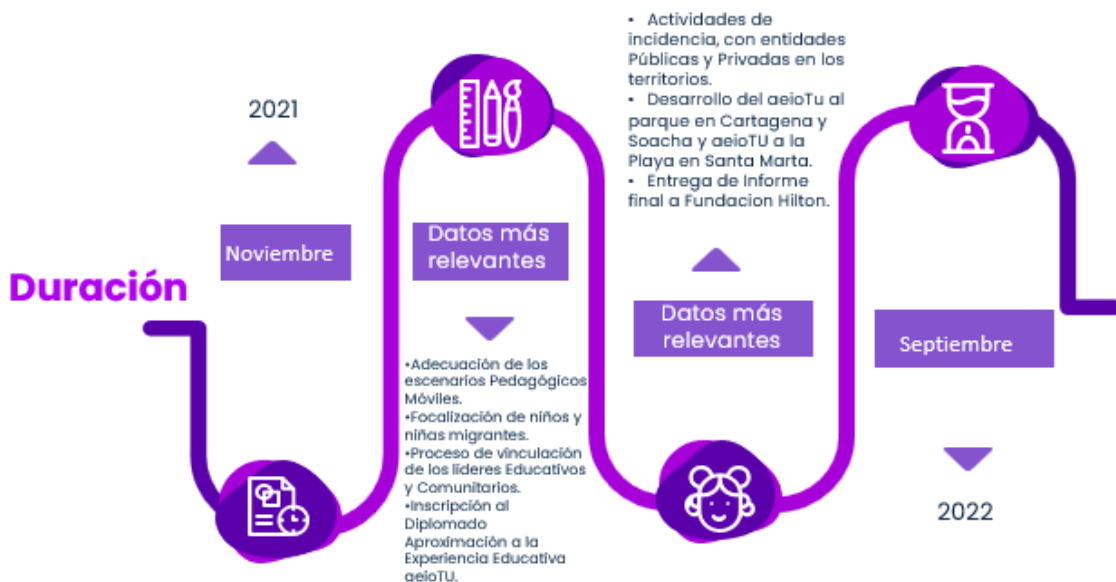 Duración
2021
Noviembre
Datos más
relevantes
•Adecuación de los
escenarios Pedagógicos
Móviles.
•Focalización de niños y
niñas migrantes.
•Proceso de vinculación
de los líderes Educativos
y Comunitarios.
•Inscripción al
Diplomado
Aproximación a la
Experiencia Educativa
aeioTU.
• Actividades de
incidencia, con entidades
Públicas y Privadas en los
territorios.
• Desarrollo del aeioTu al
parque en Cartagena y
Soacha y aeioTU a la
Playa en Santa Marta.
• Entrega de Informe
final a Fundacion Hilton.
Datos más
relevantes
Septiembre
2022